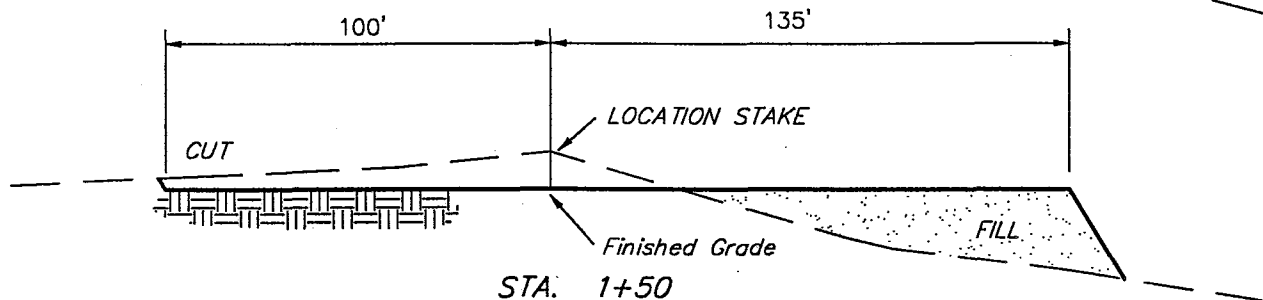 100'
135'
LOCATION STAKE
CUT
FILL
Finished Grade
STA. 1+50